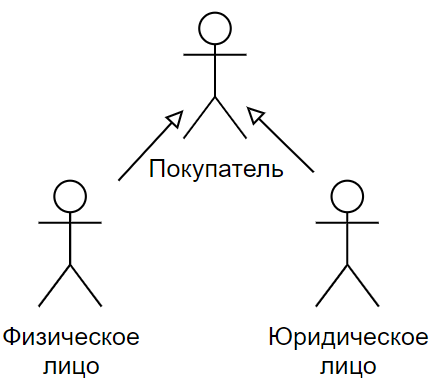 Покупатель
Физическое
лицо
Юридическое
лицо